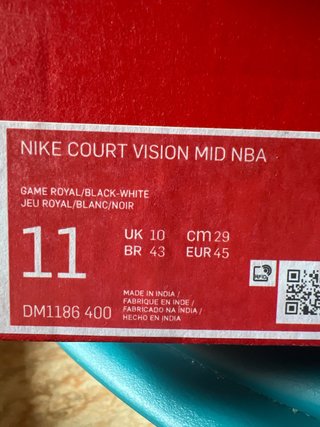 NIKE COURT VISION MID NBA
GAME ROYAL/BLACK-WHITE
JEU ROYAL/BLANC/NOIR
11
UK 10 cm 29
BR 43 EUR 45
DM1186 400
MADE IN INDIA /
FABRIQUE EN INDE /
FABRICADO NA ÍNDIA /
HECHO EN INDIA
RFID